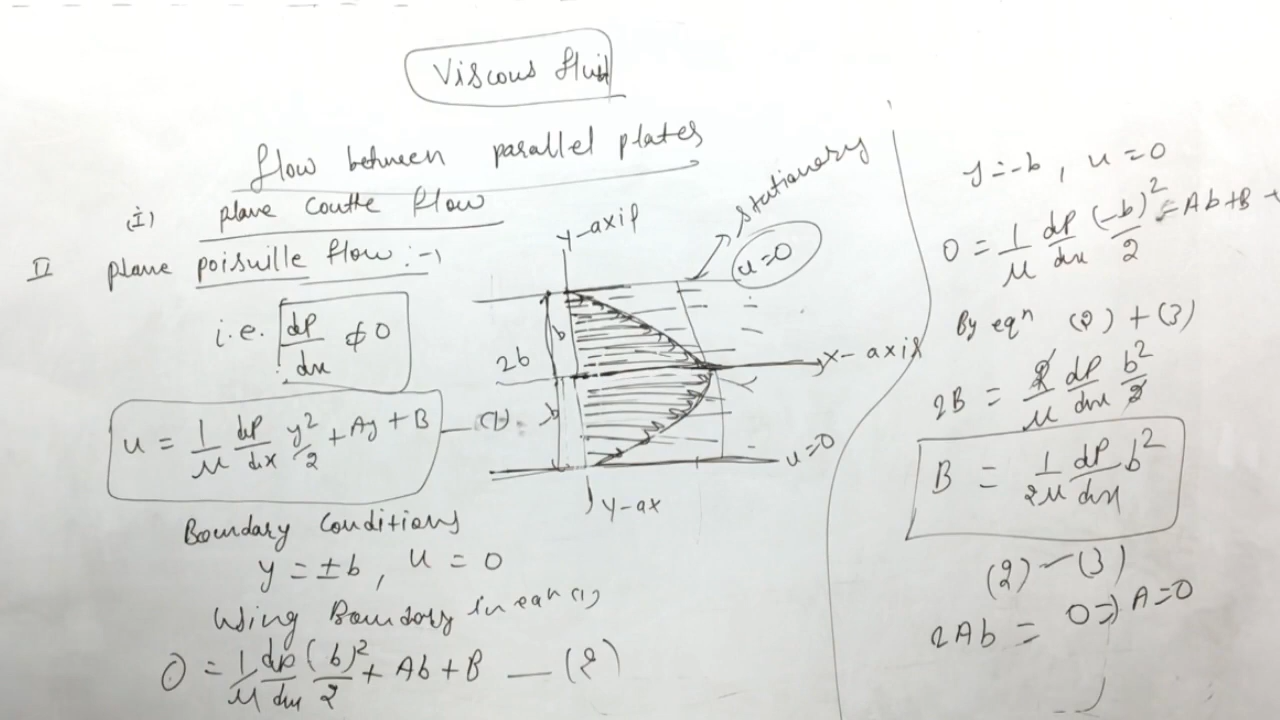 Viscous fluid
flow between parallel plates
(i) plane Coutte flow
II plane poisuille flow :-
i.e. dP/dx ≠ 0
u = 1/μ dP/dx y²/2 + Ay + B — (1)
Boundary Conditions
y = ±b, u = 0
Using Boundary in eqn (1)
0 = 1/μ dp/dx (b)²/2 + Ab + B — (2)
y-axis
stationary
u=0
2b
b
b
x-axis
u=0
y-ax
y=-b, u=0
0 = 1/μ dP/dx (-b)²/2 - Ab+B
By eqn (2) + (3)
2B = 2/μ dP/dx b²/2
B = 1/2μ dP/dx b²
(2) - (3)
2Ab = 0 ⇒ A=0